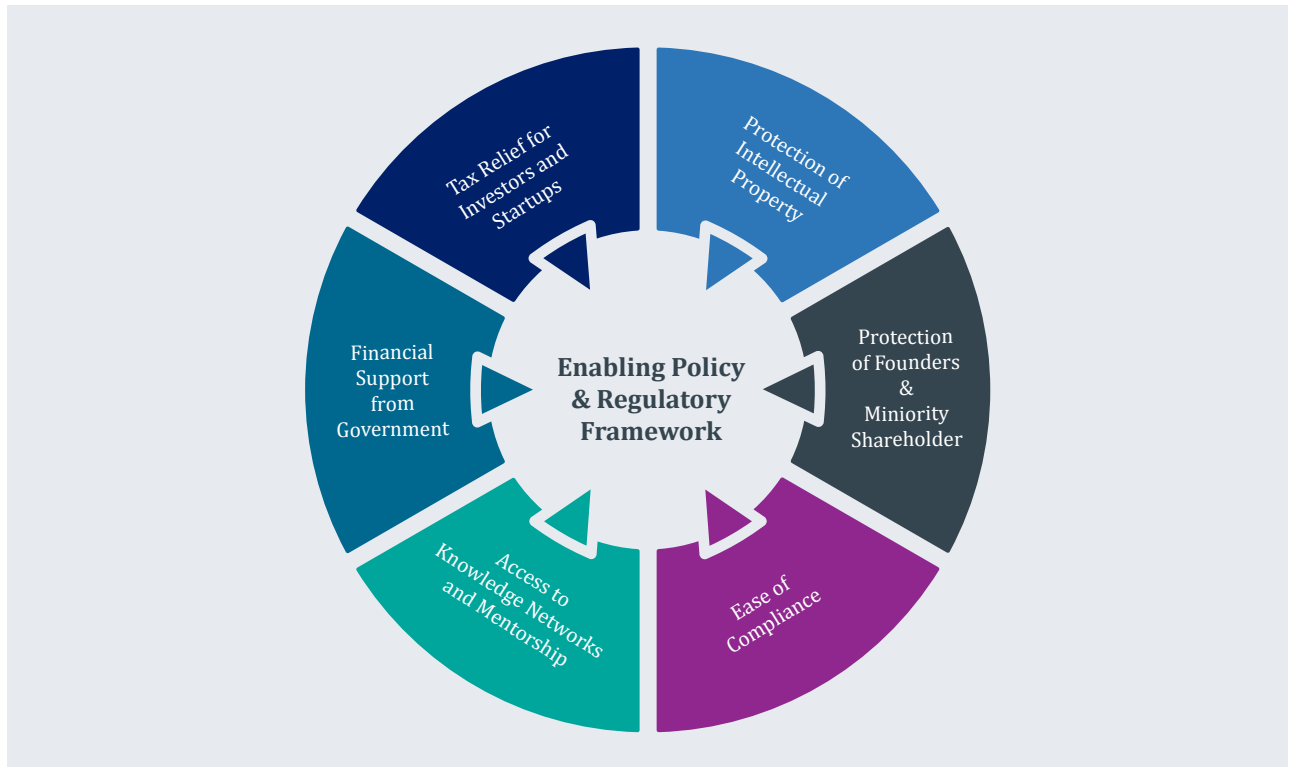 Tax Relief for
Investors and
Startups
Protection of
Intellectual
Property
Financial
Support
from
Government
Enabling Policy
& Regulatory
Framework
Protection
of Founders
&
Miniority
Shareholder
Access to
Knowledge Networks
and Mentorship
Ease of
Compliance